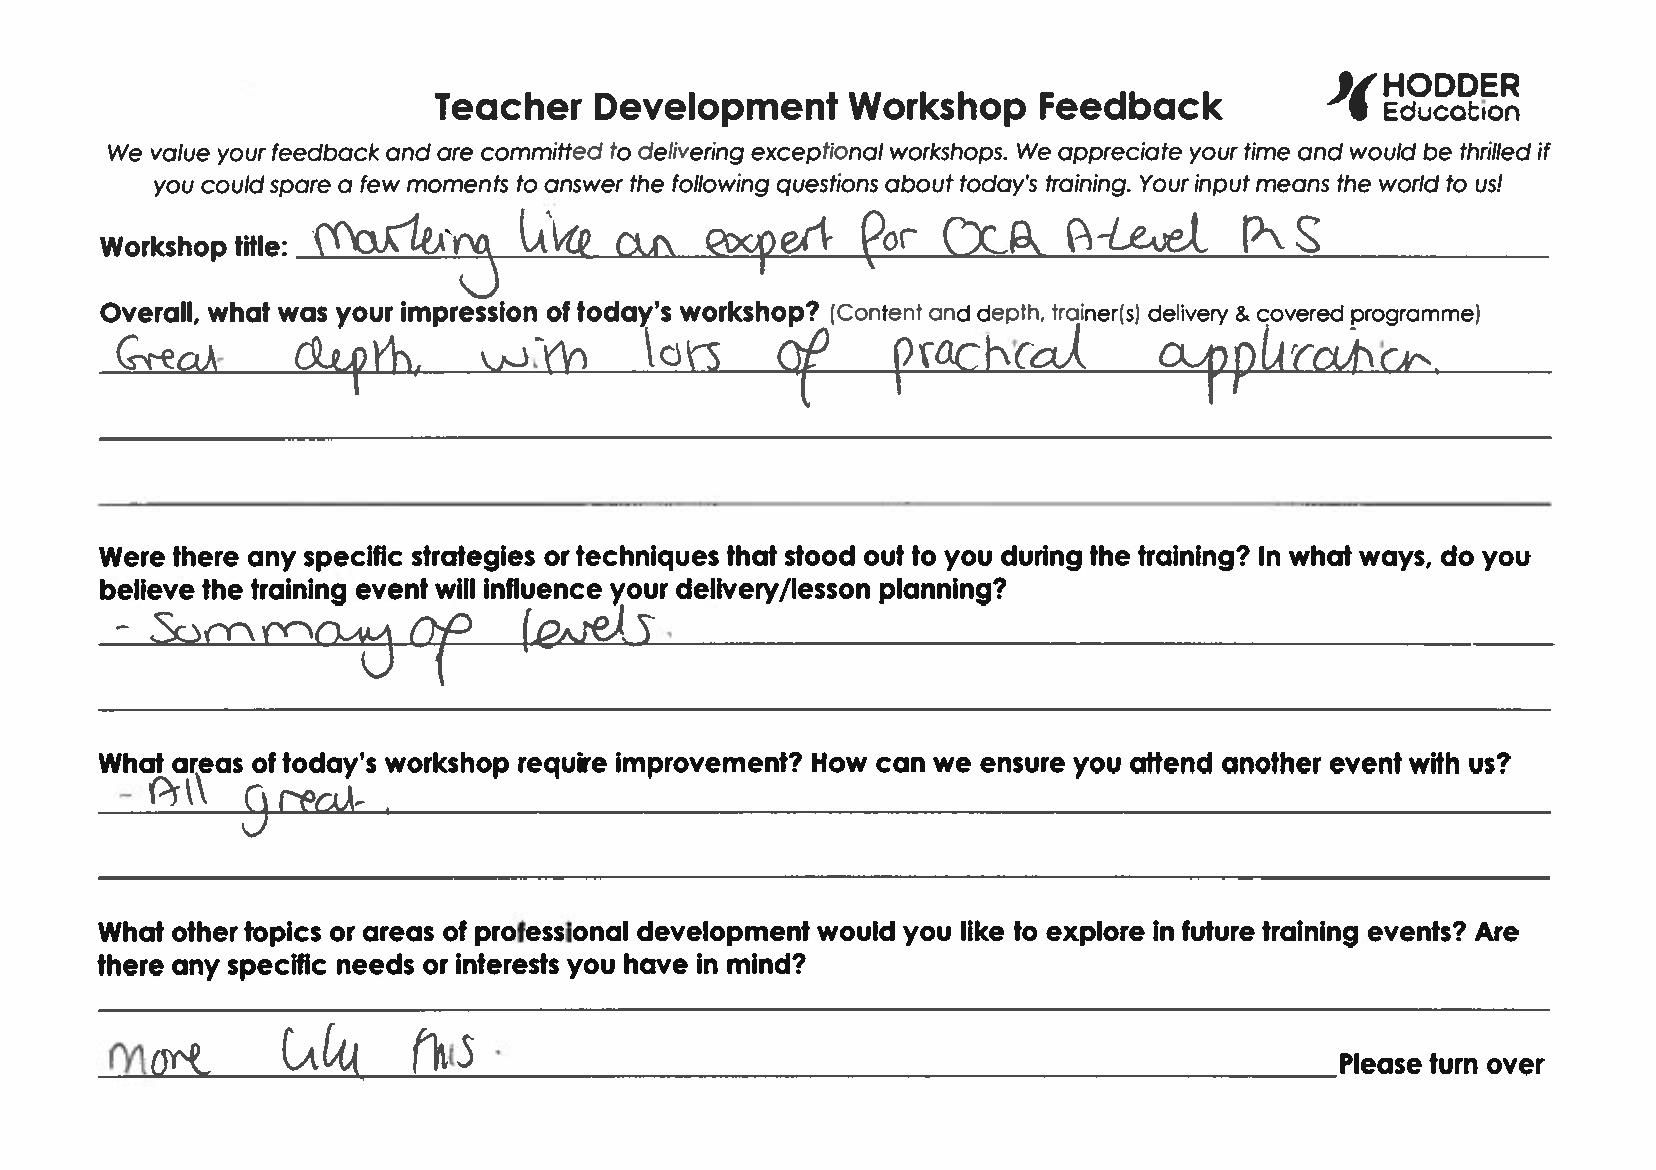 HODDER
Education
Teacher Development Workshop Feedback
We value your feedback and are committed to delivering exceptional workshops. We appreciate your time and would be thrilled if
you could spare a few moments to answer the following questions about today's training. Your input means the world to us!
Workshop title: Marking like an expert for OCR A-Level
Overall, what was your impression of today's workshop? (Content and depth, trainer(s) delivery & covered programme)
Great depth, with lots of practical application.
Were there any specific strategies or techniques that stood out to you during the training? In what ways, do you
believe the training event will influence your delivery/lesson planning?
- Summary of levels.
What areas of today's workshop require improvement? How can we ensure you attend another event with us?
- All great.
What other topics or areas of professional development would you like to explore in future training events? Are
there any specific needs or interests you have in mind?
More like this.
Please turn over